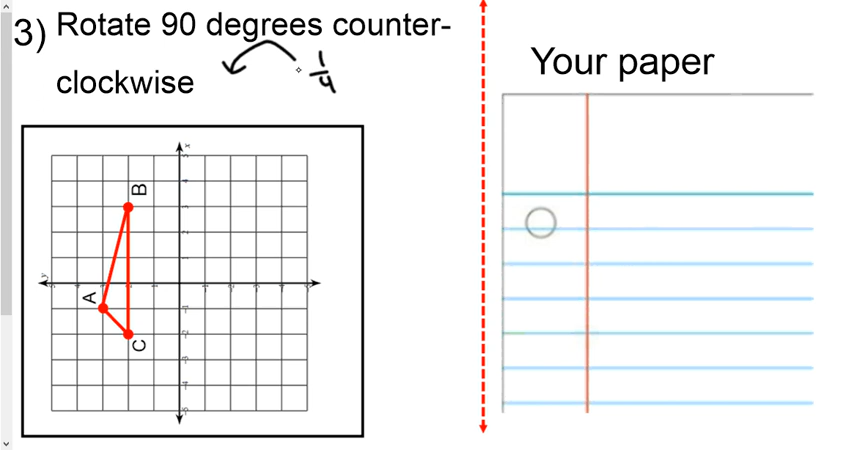 3) Rotate 90 degrees counter-
clockwise
1/4
Your paper
x
B
y
A
C